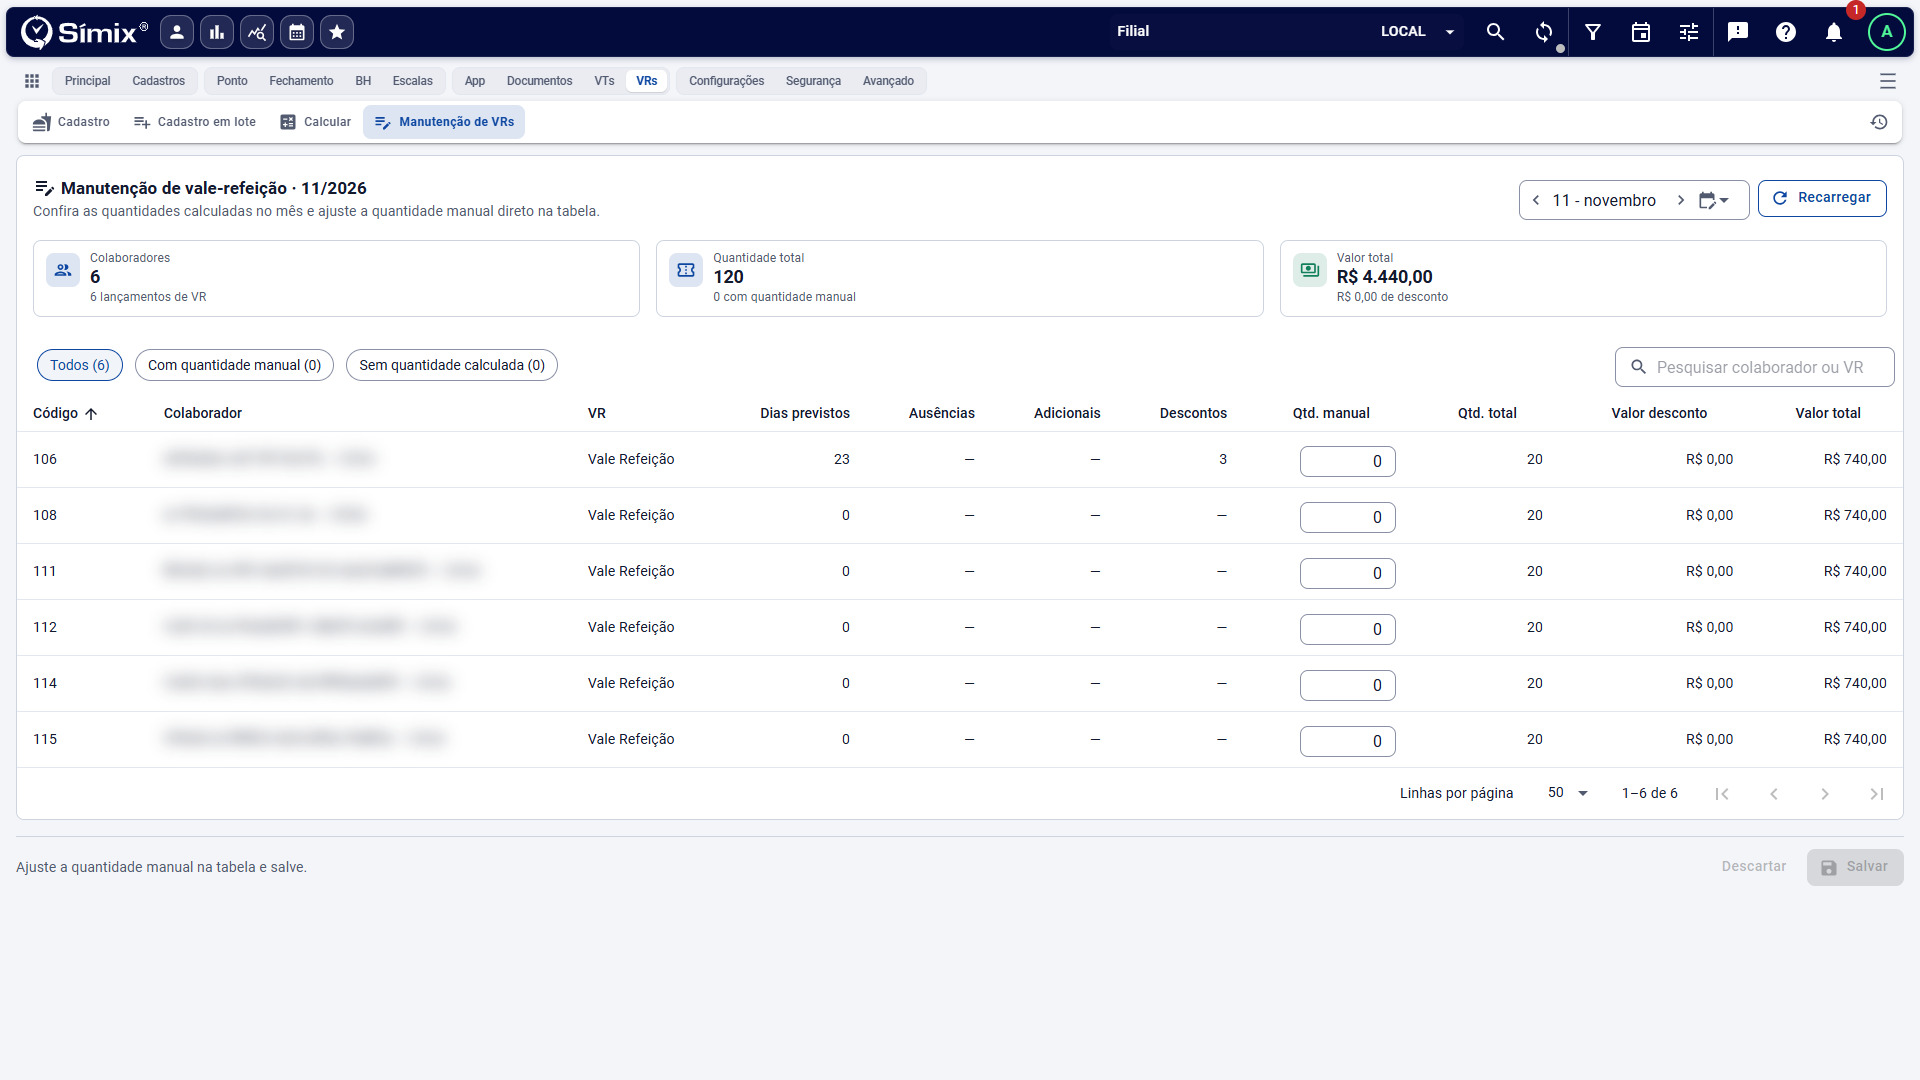 Símix®
Filial
LOCAL
1
A
Principal
Cadastros
Ponto
Fechamento
BH
Escalas
App
Documentos
VTs
VRs
Configurações
Segurança
Avançado
Cadastro
Cadastro em lote
Calcular
Manutenção de VRs
Manutenção de vale-refeição · 11/2026
Confira as quantidades calculadas no mês e ajuste a quantidade manual direto na tabela.
11 - novembro
Recarregar
Colaboradores
6
6 lançamentos de VR
Quantidade total
120
0 com quantidade manual
Valor total
R$ 4.440,00
R$ 0,00 de desconto
Todos (6)
Com quantidade manual (0)
Sem quantidade calculada (0)
Pesquisar colaborador ou VR
Código Colaborador VR Dias previstos Ausências Adicionais Descontos Qtd. manual Qtd. total Valor desconto Valor total
106 Vale Refeição 23 — — 3 0 20 R$ 0,00 R$ 740,00
108 Vale Refeição 0 — — — 0 20 R$ 0,00 R$ 740,00
111 Vale Refeição 0 — — — 0 20 R$ 0,00 R$ 740,00
112 Vale Refeição 0 — — — 0 20 R$ 0,00 R$ 740,00
114 Vale Refeição 0 — — — 0 20 R$ 0,00 R$ 740,00
115 Vale Refeição 0 — — — 0 20 R$ 0,00 R$ 740,00
Linhas por página 50 1–6 de 6
Ajuste a quantidade manual na tabela e salve.
Descartar
Salvar